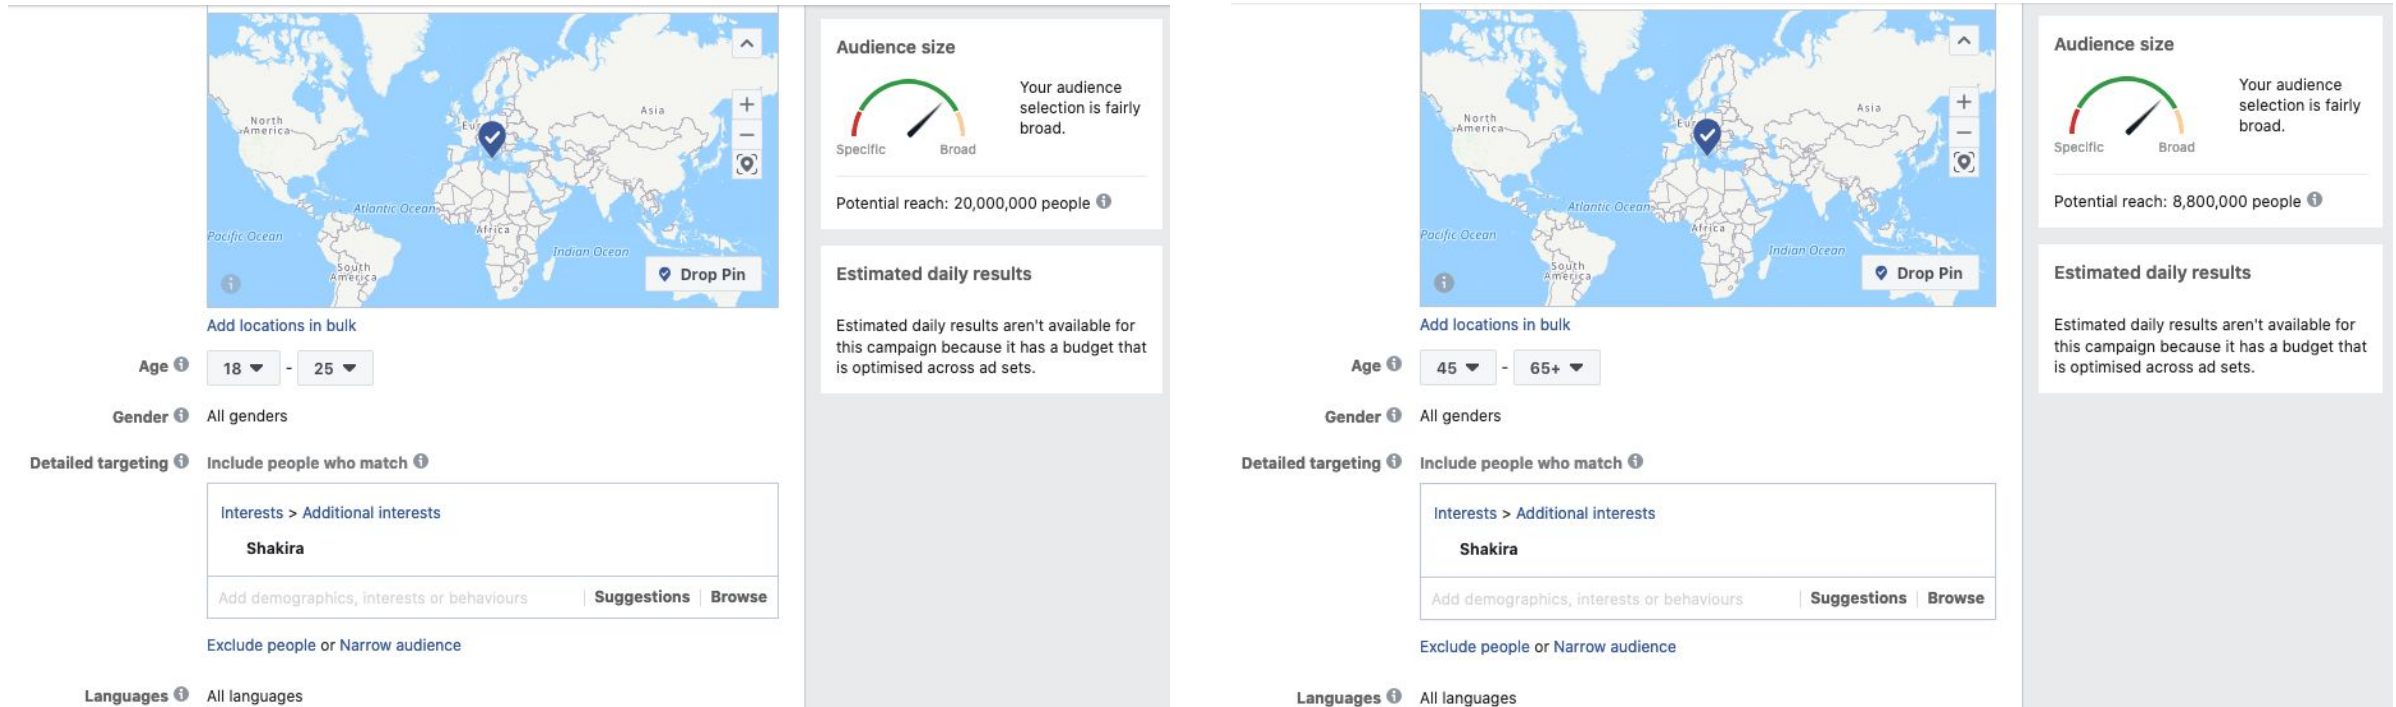 North
America
Eur
Asia
Atlantic Ocean
Pacific Ocean
Africa
Indian Ocean
South
America
Drop Pin
Add locations in bulk
Age
18 - 25
Gender All genders
Detailed targeting Include people who match
Interests > Additional interests
Shakira
Add demographics, interests or behaviours Suggestions Browse
Exclude people or Narrow audience
Languages All languages
Audience size
Your audience
selection is fairly
broad.
Specific Broad
Potential reach: 20,000,000 people
Estimated daily results
Estimated daily results aren't available for
this campaign because it has a budget that
is optimised across ad sets.
North
America
Eur
Asia
Atlantic Ocean
Pacific Ocean
Africa
Indian Ocean
South
America
Drop Pin
Add locations in bulk
Age
45 - 65+
Gender All genders
Detailed targeting Include people who match
Interests > Additional interests
Shakira
Add demographics, interests or behaviours Suggestions Browse
Exclude people or Narrow audience
Languages All languages
Audience size
Your audience
selection is fairly
broad.
Specific Broad
Potential reach: 8,800,000 people
Estimated daily results
Estimated daily results aren't available for
this campaign because it has a budget that
is optimised across ad sets.